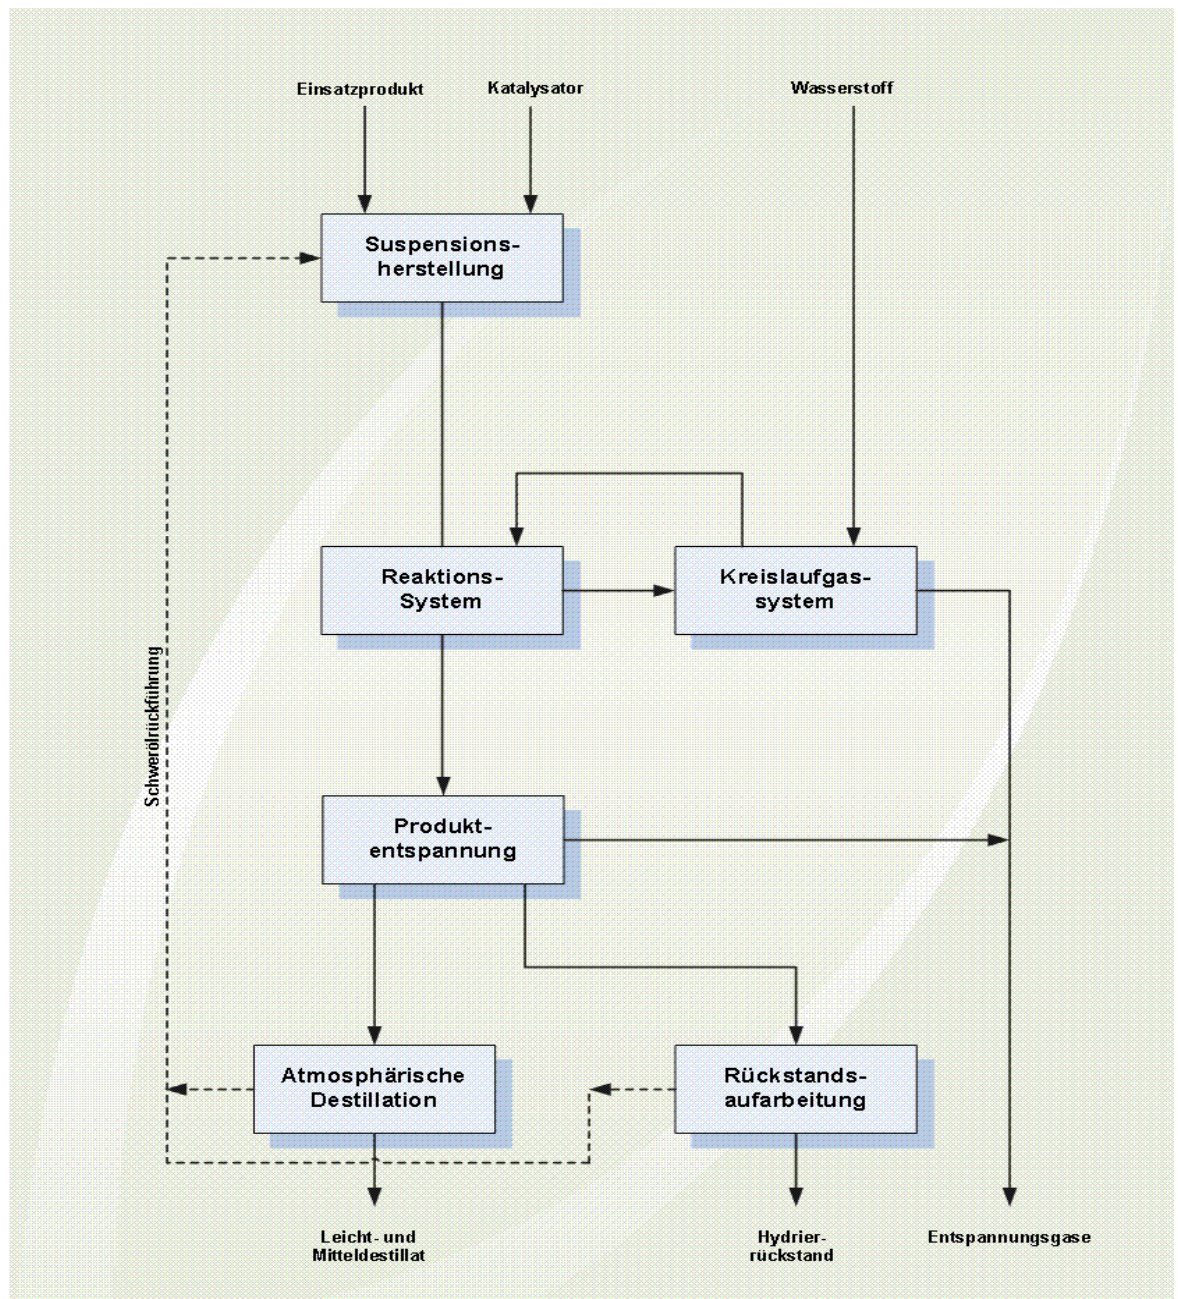 Einsatzprodukt
Katalysator
Wasserstoff
Suspensions-
herstellung
Reaktions-
System
Kreislaufgas-
system
Schwerölrückführung
Produkt-
entspannung
Atmosphärische
Destillation
Rückstands-
aufarbeitung
Leicht- und
Mitteldestillat
Hydrier-
rückstand
Entspannungsgase